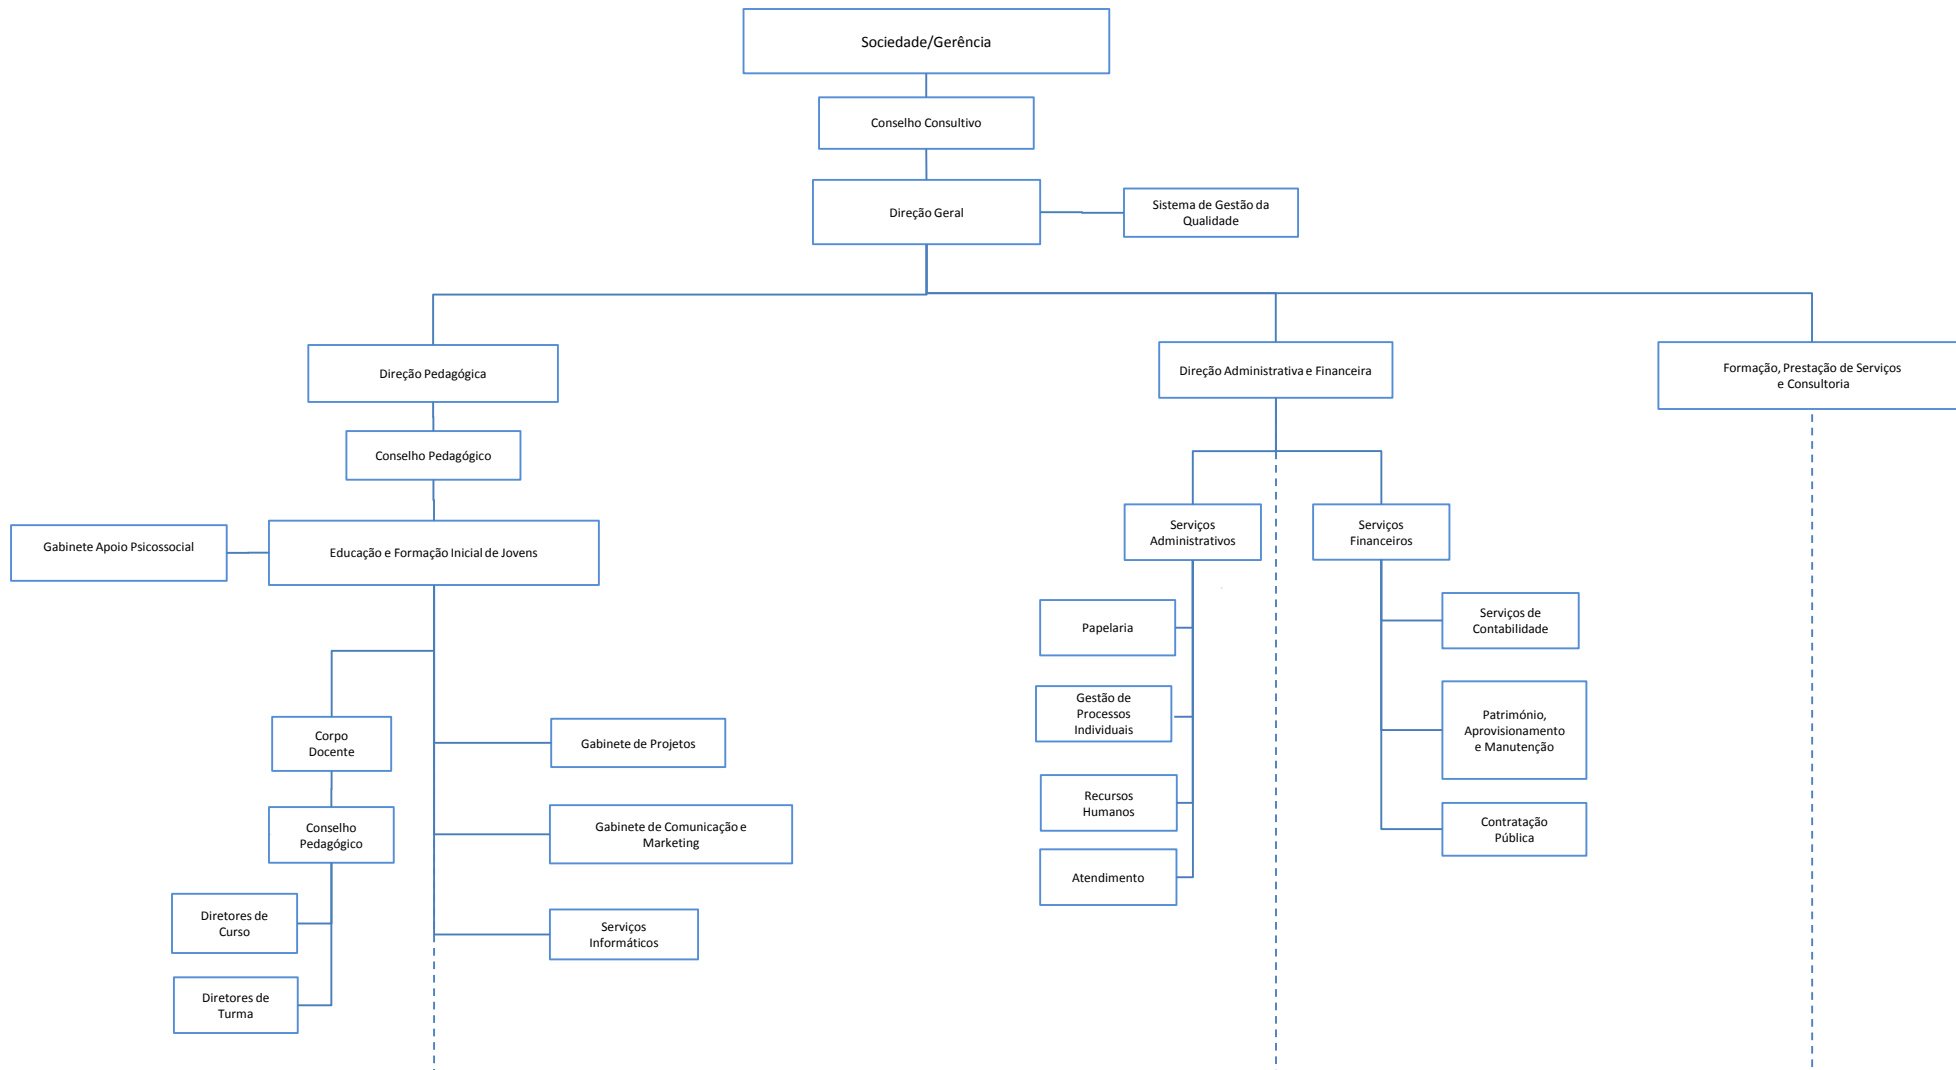 Sociedade/Gerência
Conselho Consultivo
Direção Geral
Sistema de Gestão da
Qualidade
Direção Pedagógica
Direção Administrativa e Financeira
Formação, Prestação de Serviços
e Consultoria
Conselho Pedagógico
Gabinete Apoio Psicossocial
Educação e Formação Inicial de Jovens
Serviços
Administrativos
Serviços
Financeiros
Papelaria
Serviços de
Contabilidade
Gestão de
Processos
Individuais
Corpo
Docente
Gabinete de Projetos
Património,
Aprovisionamento
e Manutenção
Recursos
Humanos
Conselho
Pedagógico
Gabinete de Comunicação e
Marketing
Contratação
Pública
Atendimento
Diretores de
Curso
Serviços
Informáticos
Diretores de
Turma